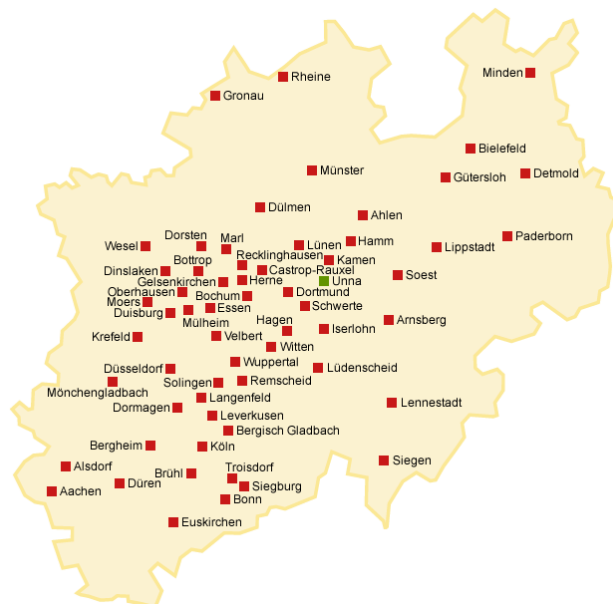 Rheine
Minden
Gronau
Bielefeld
Münster
Detmold
Gütersloh
Dülmen
Ahlen
Paderborn
Dorsten
Marl
Hamm
Wesel
Lünen
Lippstadt
Recklinghausen
Kamen
Bottrop
Dinslaken
Castrop-Rauxel
Soest
Gelsenkirchen
Herne
Unna
Oberhausen
Bochum
Dortmund
Moers
Essen
Schwerte
Duisburg
Mülheim
Hagen
Iserlohn
Arnsberg
Krefeld
Velbert
Witten
Wuppertal
Düsseldorf
Lüdenscheid
Solingen
Remscheid
Mönchengladbach
Langenfeld
Lennestadt
Dormagen
Leverkusen
Bergisch Gladbach
Bergheim
Köln
Siegen
Alsdorf
Troisdorf
Brühl
Düren
Siegburg
Aachen
Bonn
Euskirchen